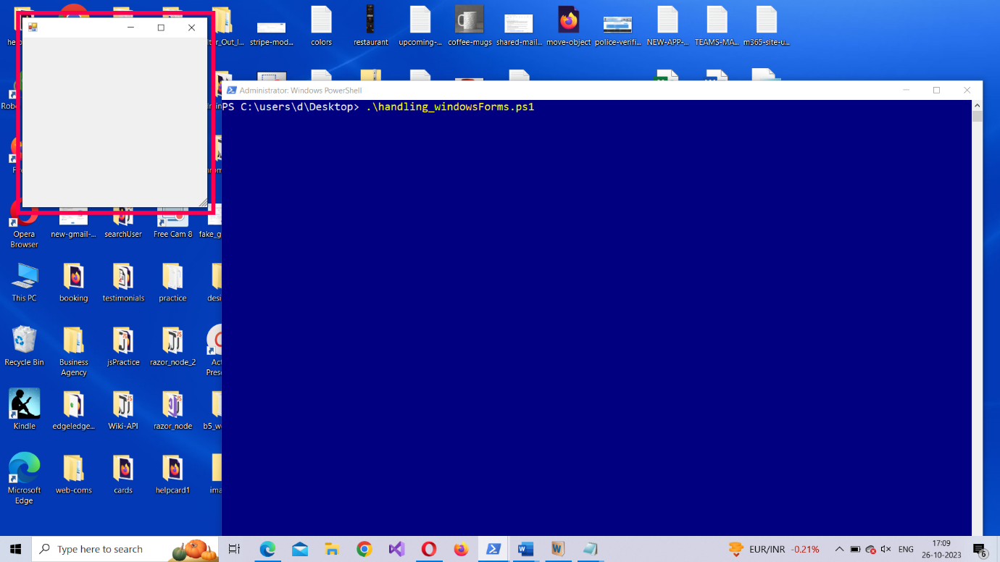 stripe-mod...
colors
restaurant
upcoming-...
coffee-mugs
shared-mail...
move-object
police-verifi...
NEW-APP-...
TEAMS-MA...
m365-site-u...
Administrator: Windows PowerShell
PS C:\users\d\Desktop> .\handling_windowsForms.ps1
Opera
Browser
new-gmail-...
searchUser
Free Cam 8
fake_g
This PC
booking
testimonials
practice
desi
Recycle Bin
Business
Agency
jsPractice
razor_node_2
Act
Prese
Kindle
edgeledge...
Wiki-API
razor_node
b5_w
Microsoft
Edge
web-coms
cards
helpcard1
ima
Type here to search
EUR/INR -0.21%
ENG
17:09
26-10-2023
6